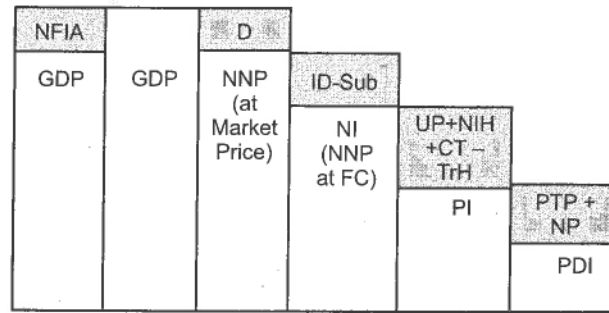 NFIA
GDP
GDP
D
NNP
(at
Market
Price)
ID-Sub
NI
(NNP
at FC)
UP+NIH
+CT –
TrH
PI
PTP +
NP
PDI